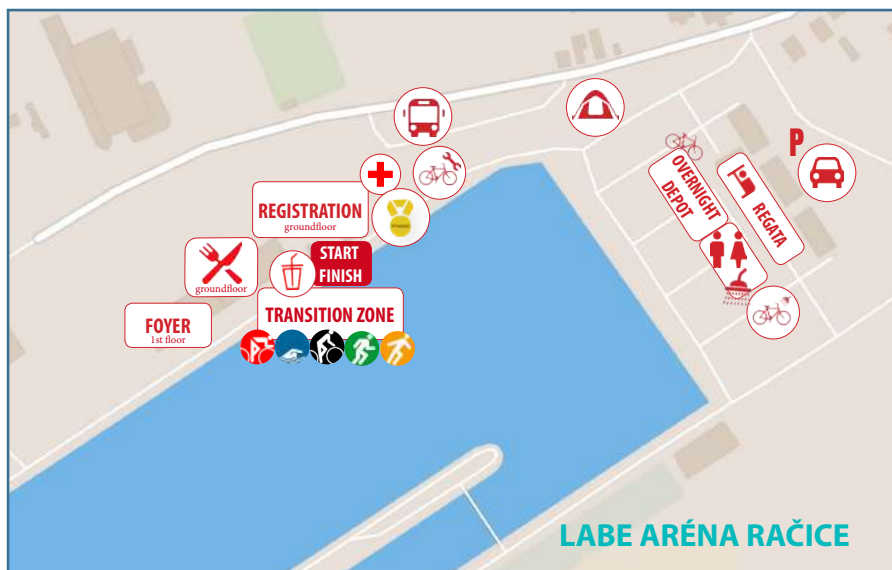 P
OVERNIGHT
DEPOT
REGATA
REGISTRATION
groundfloor
START
FINISH
groundfloor
TRANSITION ZONE
FOYER
1st floor
LABE ARÉNA RAČICE